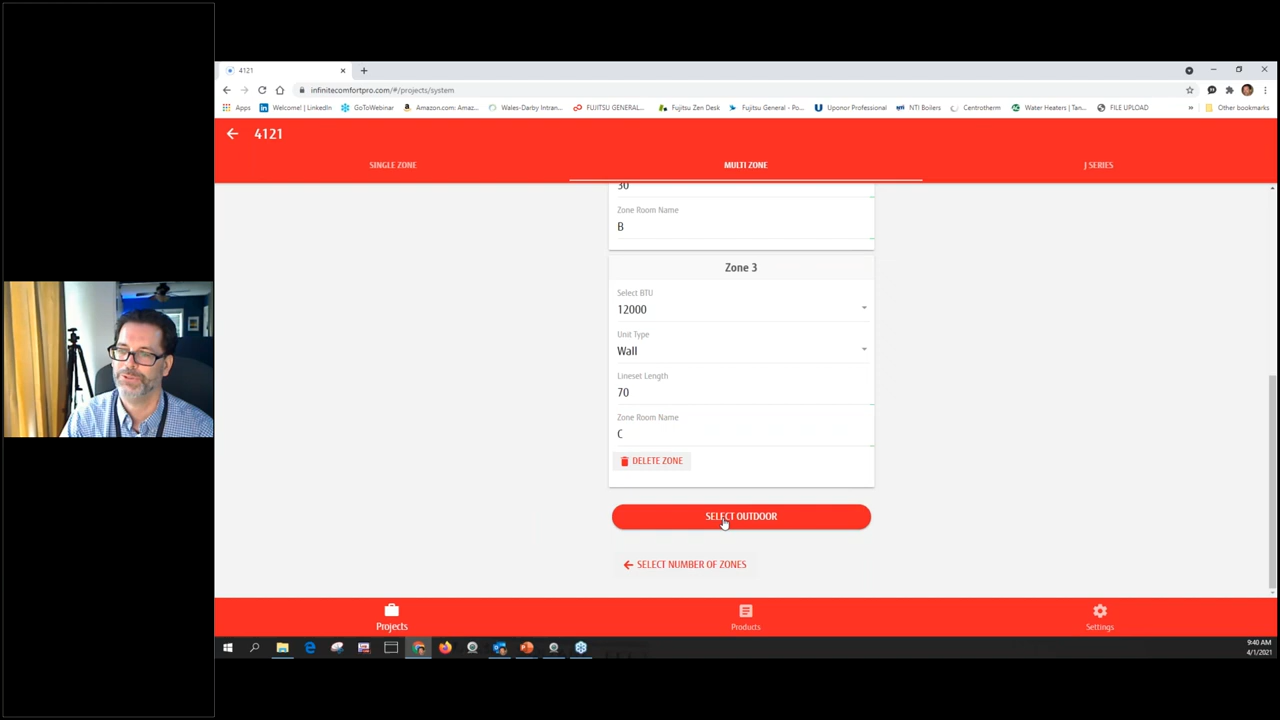 4121
infinitecomfortpro.com/#/projects/system
Apps
Welcome! | LinkedIn
GoToWebinar
Amazon.com: Amaz...
Wales-Darby Intran...
FUJITSU GENERAL...
Fujitsu Zen Desk
Fujitsu General - Po...
Uponor Professional
NTI Boilers
Centrotherm
Water Heaters | Tan...
FILE UPLOAD
»
Other bookmarks
4121
SINGLE ZONE
MULTI ZONE
J SERIES
30
Zone Room Name
B
Zone 3
Select BTU
12000
Unit Type
Wall
Lineset Length
70
Zone Room Name
C
DELETE ZONE
SELECT OUTDOOR
SELECT NUMBER OF ZONES
Projects
Products
Settings
9:40 AM
4/1/2021